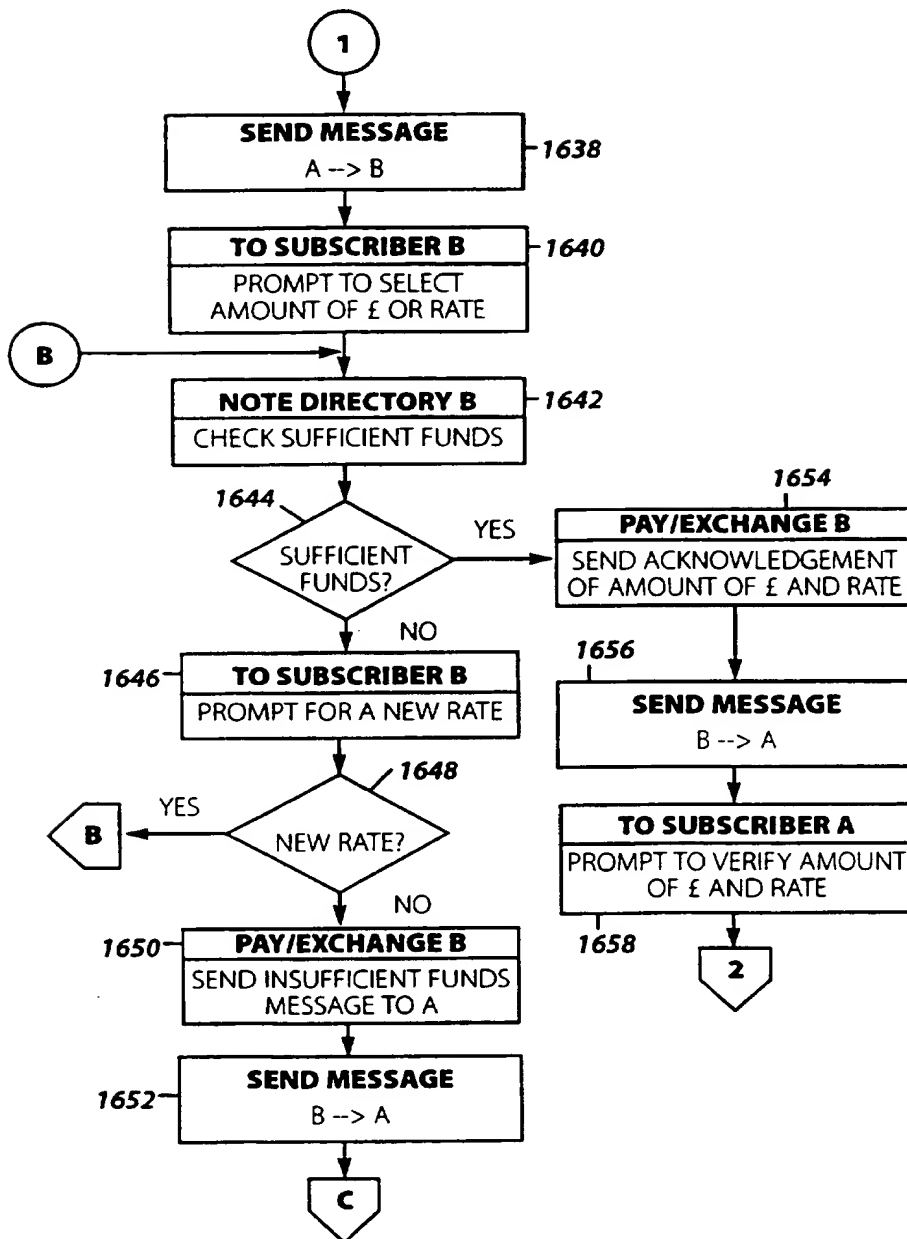 1
SEND MESSAGE
A --> B
1638
TO SUBSCRIBER B
1640
PROMPT TO SELECT
AMOUNT OF £ OR RATE
B
NOTE DIRECTORY B
1642
CHECK SUFFICIENT FUNDS
1644
SUFFICIENT
FUNDS?
YES
NO
1646
TO SUBSCRIBER B
PROMPT FOR A NEW RATE
1648
NEW RATE?
YES
B
NO
1650
PAY/EXCHANGE B
SEND INSUFFICIENT FUNDS
MESSAGE TO A
1652
SEND MESSAGE
B --> A
C
1654
PAY/EXCHANGE B
SEND ACKNOWLEDGEMENT
OF AMOUNT OF £ AND RATE
1656
SEND MESSAGE
B --> A
TO SUBSCRIBER A
PROMPT TO VERIFY AMOUNT
OF £ AND RATE
1658
2